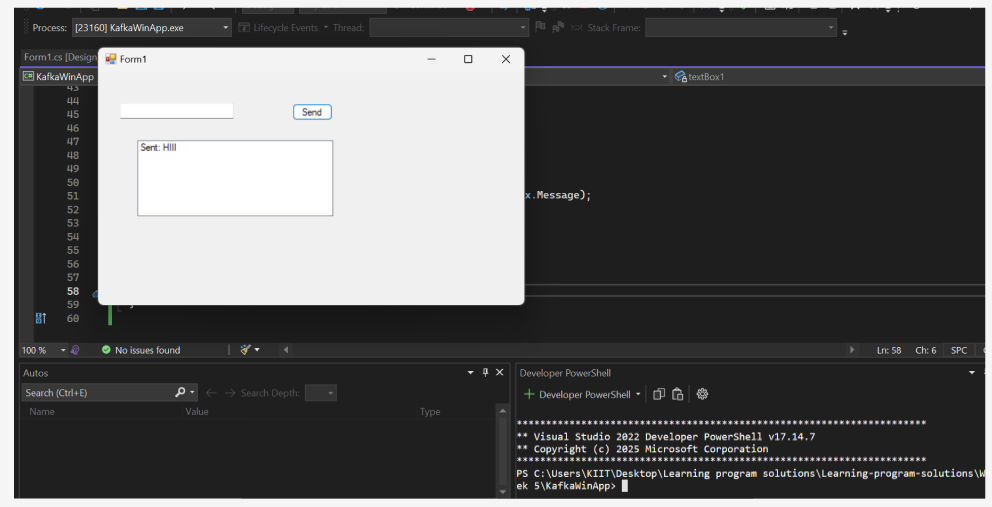 Process: [23160] KafkaWinApp.exe Lifecycle Events Thread: Stack Frame:
Form1.cs [Design
Form1
KafkaWinApp
textBox1
43
44
45
46
47
48
49
50
51
52
53
54
55
56
57
58
59
60
Send
Sent: HIII
x.Message);
100 % No issues found Ln: 58 Ch: 6 SPC
Autos
Search (Ctrl+E) Search Depth:
Name Value Type
Developer PowerShell
Developer PowerShell
**********************************************************************
** Visual Studio 2022 Developer PowerShell v17.14.7
** Copyright (c) 2025 Microsoft Corporation
**********************************************************************
PS C:\Users\KIIT\Desktop\Learning program solutions\Learning-program-solutions\W
ek 5\KafkaWinApp>